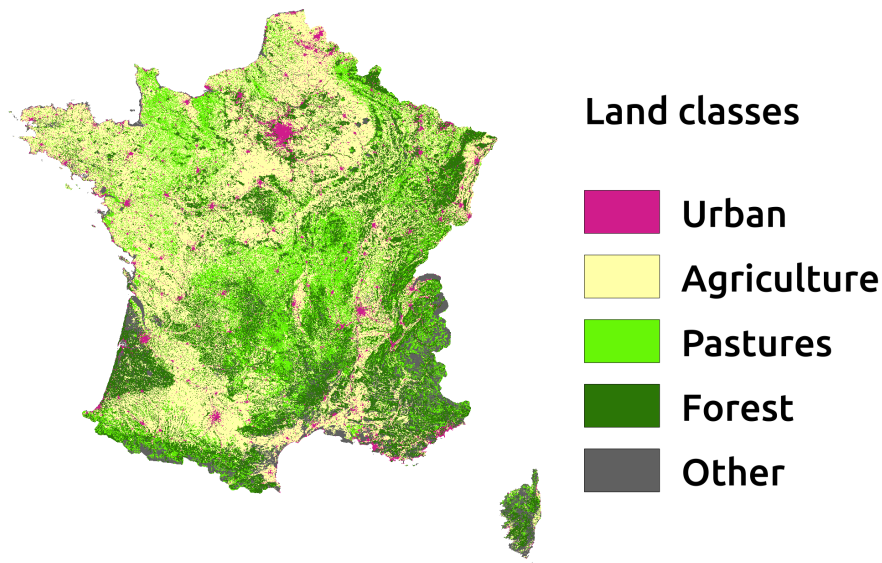 Land classes
Urban
Agriculture
Pastures
Forest
Other